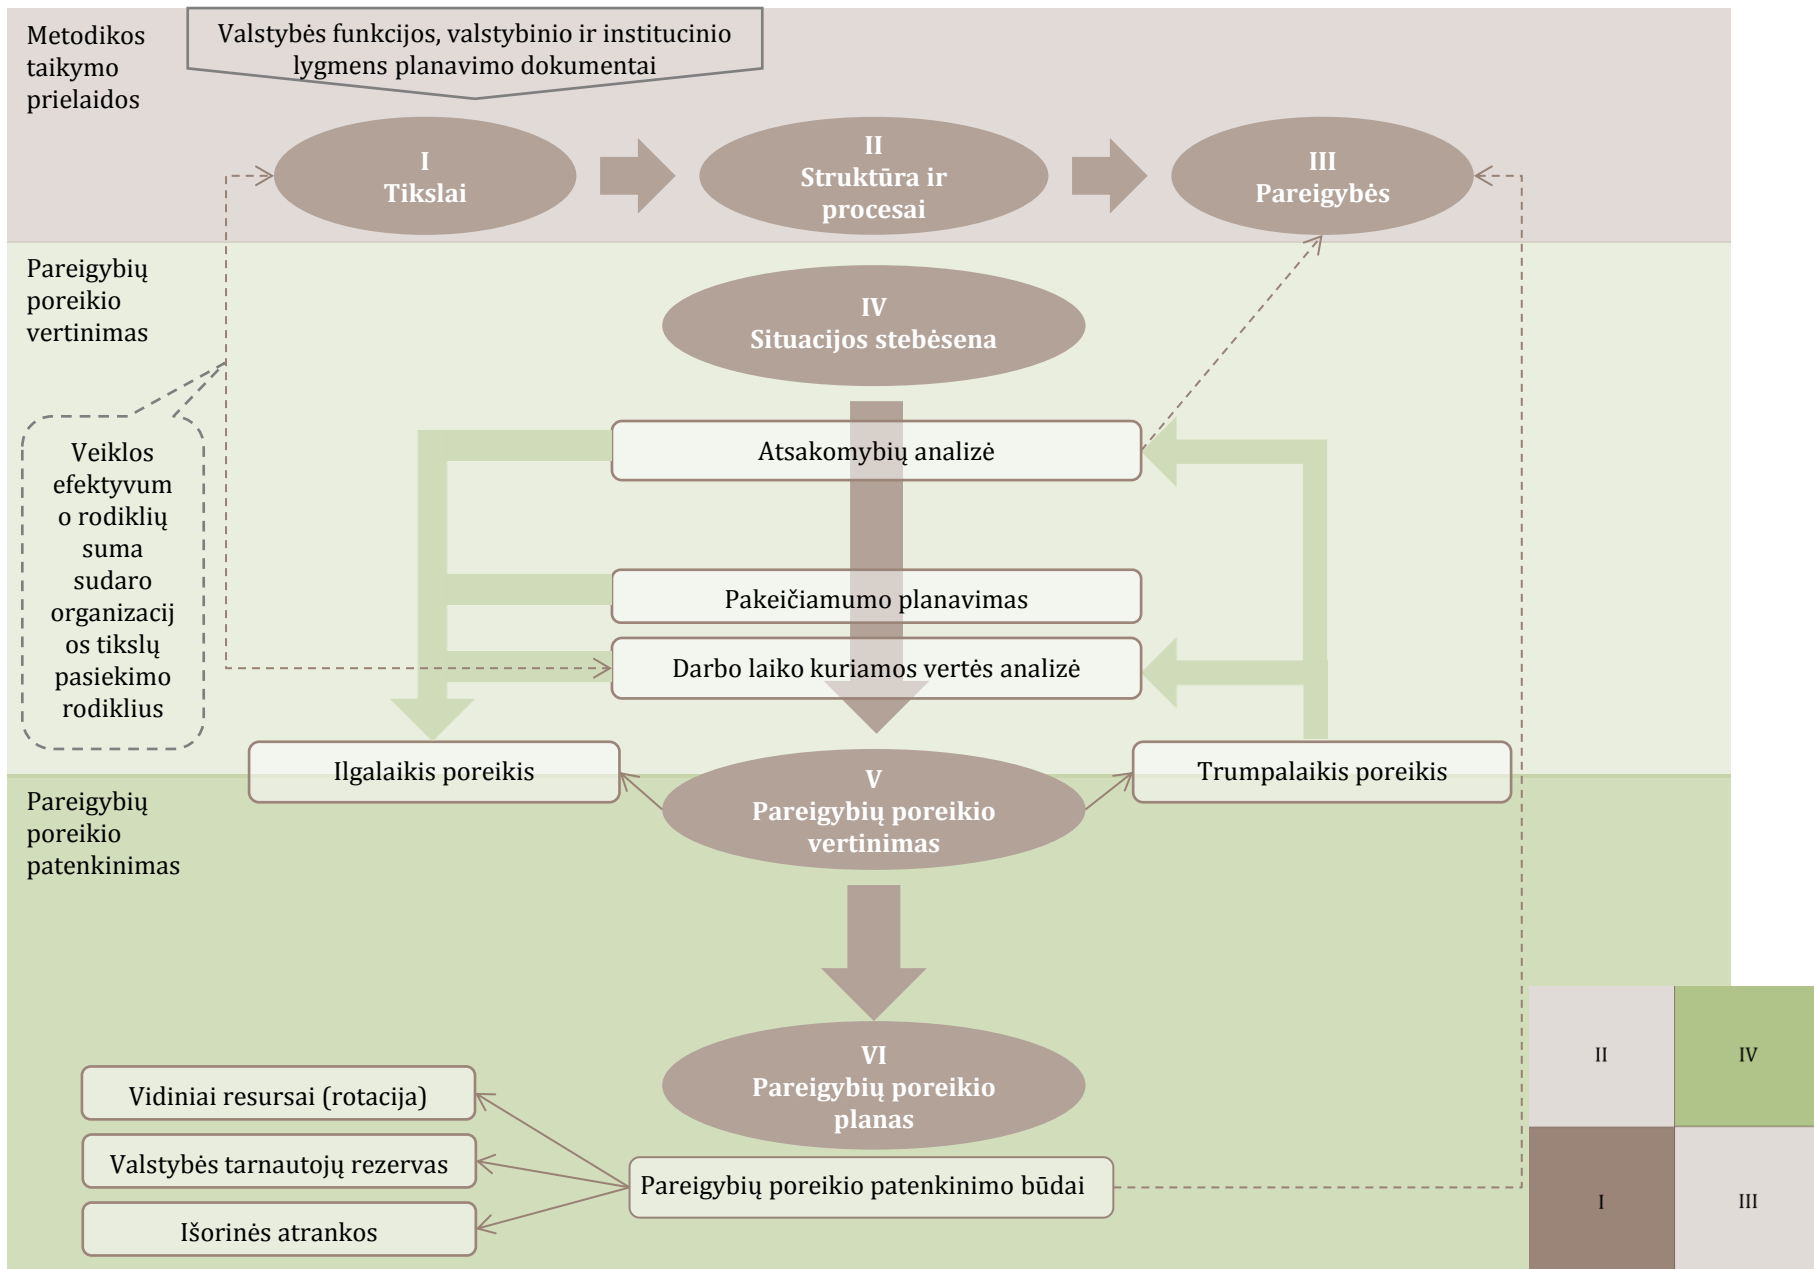 Metodikos
taikymo
prielaidos
Valstybės funkcijos, valstybinio ir institucinio
lygmens planavimo dokumentai
I
Tikslai
II
Struktūra ir
procesai
III
Pareigybės
Pareigybių
poreikio
vertinimas
IV
Situacijos stebėsena
Veiklos
efektyvum
o rodiklių
suma
sudaro
organizacij
os tikslų
pasiekimo
rodiklius
Atsakomybių analizė
Pakeičiamumo planavimas
Darbo laiko kuriamos vertės analizė
Ilgalaikis poreikis
V
Pareigybių poreikio
vertinimas
Trumpalaikis poreikis
Pareigybių
poreikio
patenkinimas
VI
Pareigybių poreikio
planas
Vidiniai resursai (rotacija)
Valstybės tarnautojų rezervas
Išorinės atrankos
Pareigybių poreikio patenkinimo būdai
II
IV
I
III